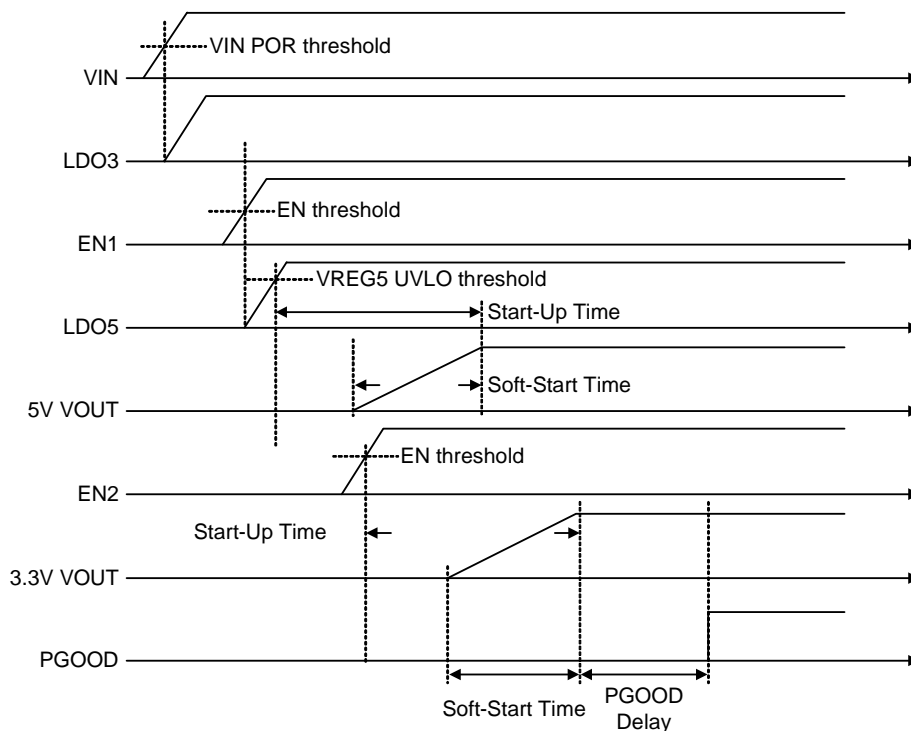 VIN POR threshold
VIN
LDO3
EN threshold
EN1
VREG5 UVLO threshold
Start-Up Time
LDO5
Soft-Start Time
5V VOUT
EN threshold
EN2
Start-Up Time
3.3V VOUT
PGOOD
Soft-Start Time
PGOOD
Delay